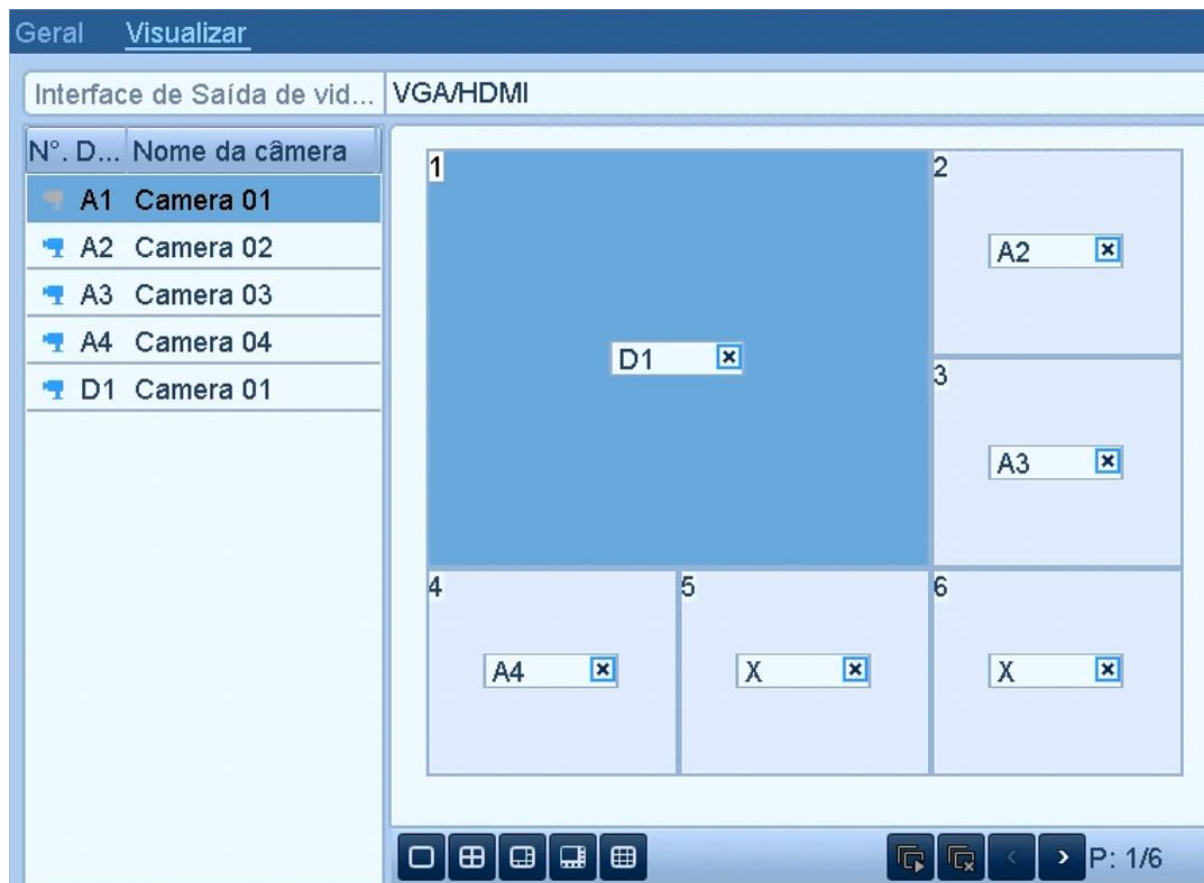 Geral Visualizar
Interface de Saída de vid... VGA/HDMI
N°. D... Nome da câmera
A1 Camera 01
A2 Camera 02
A3 Camera 03
A4 Camera 04
D1 Camera 01
1
D1
2
A2
3
A3
4
A4
5
X
6
X
P: 1/6